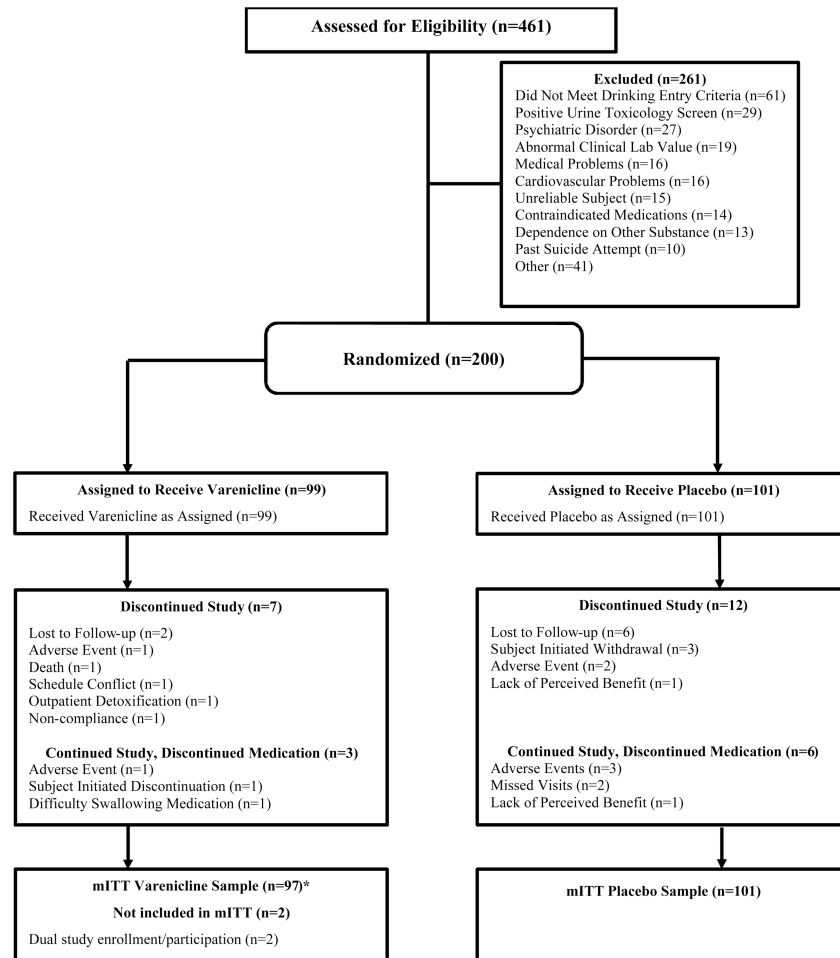 Assessed for Eligibility (n=461)
Excluded (n=261)
Did Not Meet Drinking Entry Criteria (n=61)
Positive Urine Toxicology Screen (n=29)
Psychiatric Disorder (n=27)
Abnormal Clinical Lab Value (n=19)
Medical Problems (n=16)
Cardiovascular Problems (n=16)
Unreliable Subject (n=15)
Contraindicated Medications (n=14)
Dependence on Other Substance (n=13)
Past Suicide Attempt (n=10)
Other (n=41)
Randomized (n=200)
Assigned to Receive Varenicline (n=99)
Received Varenicline as Assigned (n=99)
Assigned to Receive Placebo (n=101)
Received Placebo as Assigned (n=101)
Discontinued Study (n=7)
Lost to Follow-up (n=2)
Adverse Event (n=1)
Death (n=1)
Schedule Conflict (n=1)
Outpatient Detoxification (n=1)
Non-compliance (n=1)
Continued Study, Discontinued Medication (n=3)
Adverse Event (n=1)
Subject Initiated Discontinuation (n=1)
Difficulty Swallowing Medication (n=1)
Discontinued Study (n=12)
Lost to Follow-up (n=6)
Subject Initiated Withdrawal (n=3)
Adverse Event (n=2)
Lack of Perceived Benefit (n=1)
Continued Study, Discontinued Medication (n=6)
Adverse Events (n=3)
Missed Visits (n=2)
Lack of Perceived Benefit (n=1)
mITT Varenicline Sample (n=97)*
Not included in mITT (n=2)
Dual study enrollment/participation (n=2)
mITT Placebo Sample (n=101)